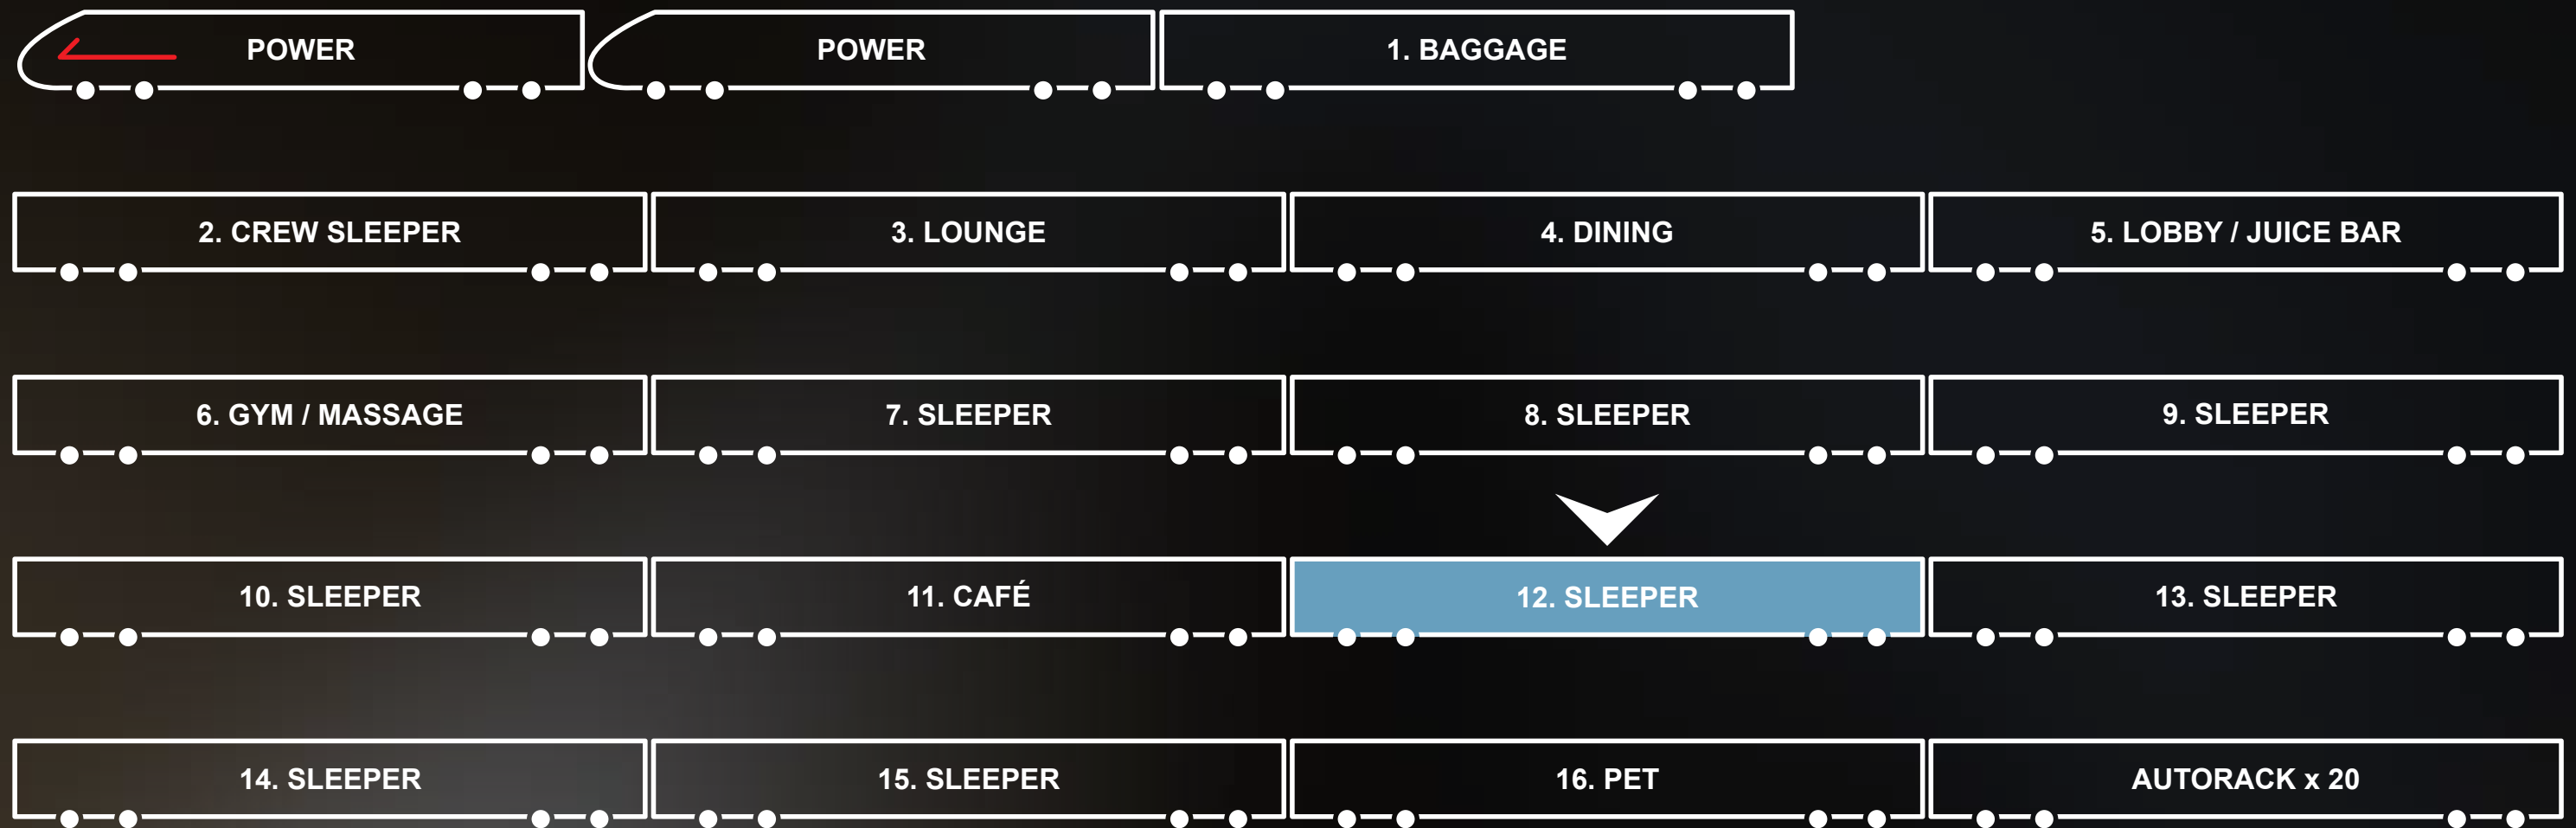 POWER
POWER
1. BAGGAGE
2. CREW SLEEPER
3. LOUNGE
4. DINING
5. LOBBY / JUICE BAR
6. GYM / MASSAGE
7. SLEEPER
8. SLEEPER
9. SLEEPER
10. SLEEPER
11. CAFÉ
12. SLEEPER
13. SLEEPER
14. SLEEPER
15. SLEEPER
16. PET
AUTORACK x 20